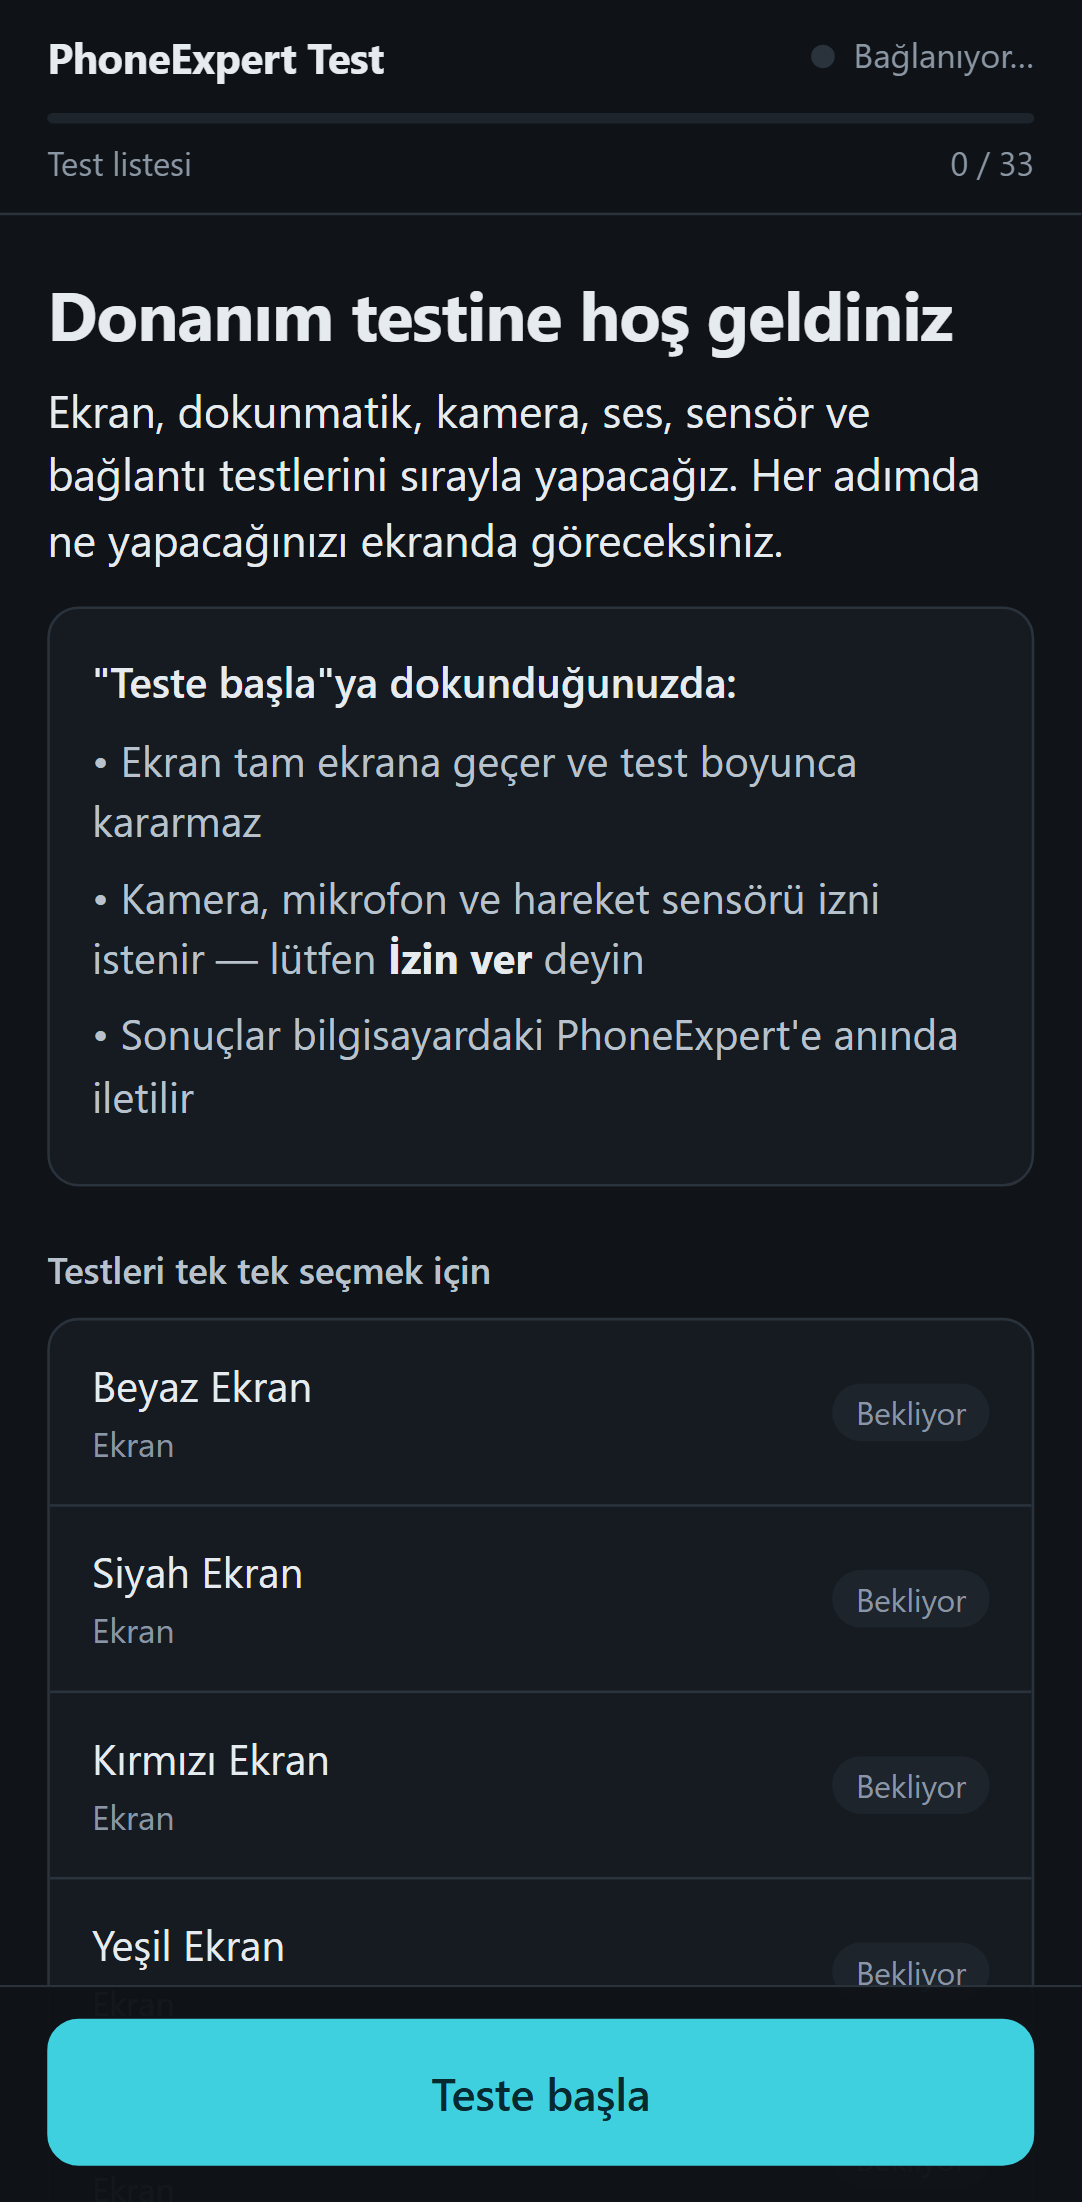 PhoneExpert Test
Bağlanıyor...
Test listesi
0 / 33
Donanım testine hoş geldiniz
Ekran, dokunmatik, kamera, ses, sensör ve
bağlantı testlerini sırayla yapacağız. Her adımda
ne yapacağınızı ekranda göreceksiniz.
"Teste başla"ya dokunduğunuzda:
• Ekran tam ekrana geçer ve test boyunca
kararmaz
• Kamera, mikrofon ve hareket sensörü izni
istenir — lütfen İzin ver deyin
• Sonuçlar bilgisayardaki PhoneExpert'e anında
iletilir
Testleri tek tek seçmek için
Beyaz Ekran
Ekran
Bekliyor
Siyah Ekran
Ekran
Bekliyor
Kırmızı Ekran
Ekran
Bekliyor
Yeşil Ekran
Ekran
Bekliyor
Teste başla
Ekran